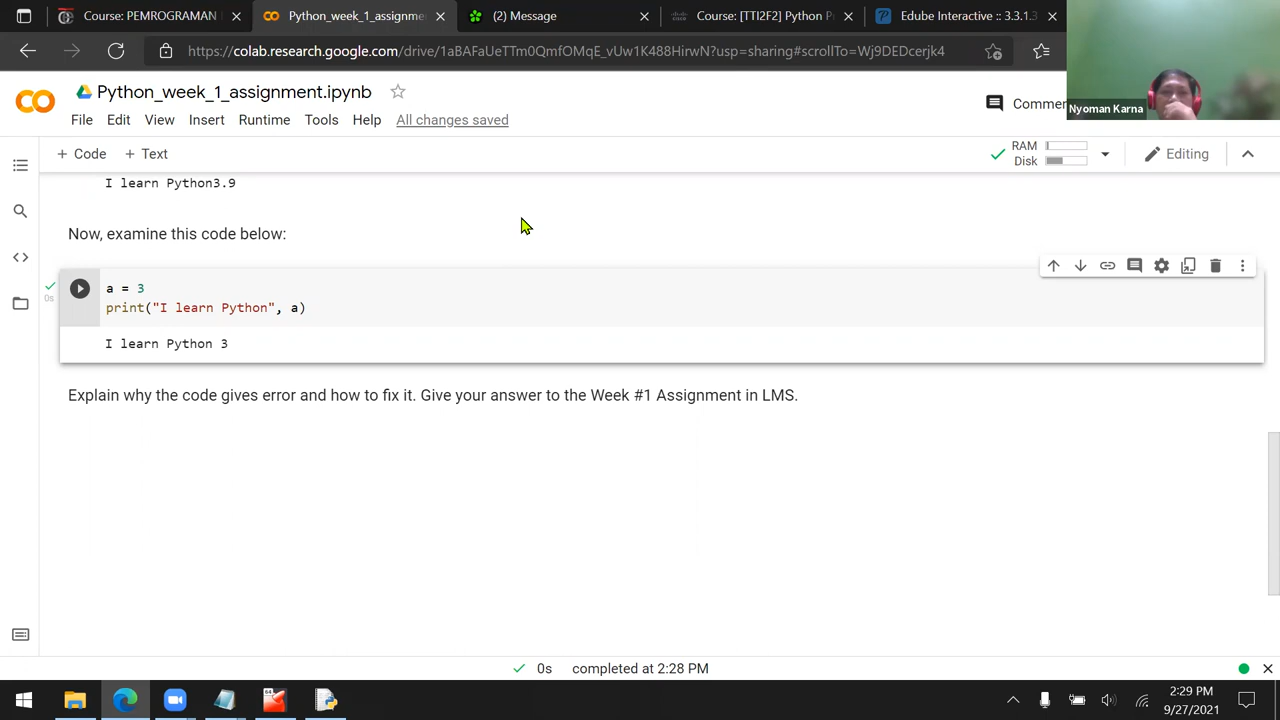 Course: PEMROGRAMAN
Python_week_1_assignme
(2) Message
Course: [TTI2F2] Python P
Edube Interactive :: 3.3.1.3
https://colab.research.google.com/drive/1aBAFaUeTTm0QmfOMqE_vUw1K488HirwN?usp=sharing#scrollTo=Wj9DEDcerjk4
Python_week_1_assignment.ipynb
Comme
Nyoman Karna
File Edit View Insert Runtime Tools Help All changes saved
+ Code + Text
RAM
Disk
Editing
I learn Python3.9
Now, examine this code below:
0s
a = 3
print("I learn Python", a)
I learn Python 3
Explain why the code gives error and how to fix it. Give your answer to the Week #1 Assignment in LMS.
0s completed at 2:28 PM
64
2:29 PM
9/27/2021